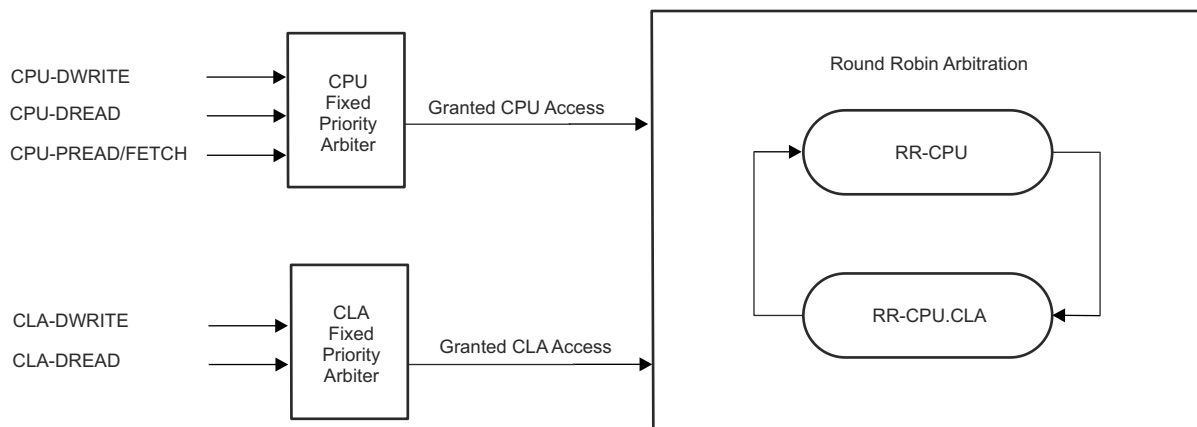 CPU-DWRITE
CPU-DREAD
CPU-PREAD/FETCH
CPU
Fixed
Priority
Arbiter
Granted CPU Access
CLA-DWRITE
CLA-DREAD
CLA
Fixed
Priority
Arbiter
Granted CLA Access
Round Robin Arbitration
RR-CPU
RR-CPU.CLA